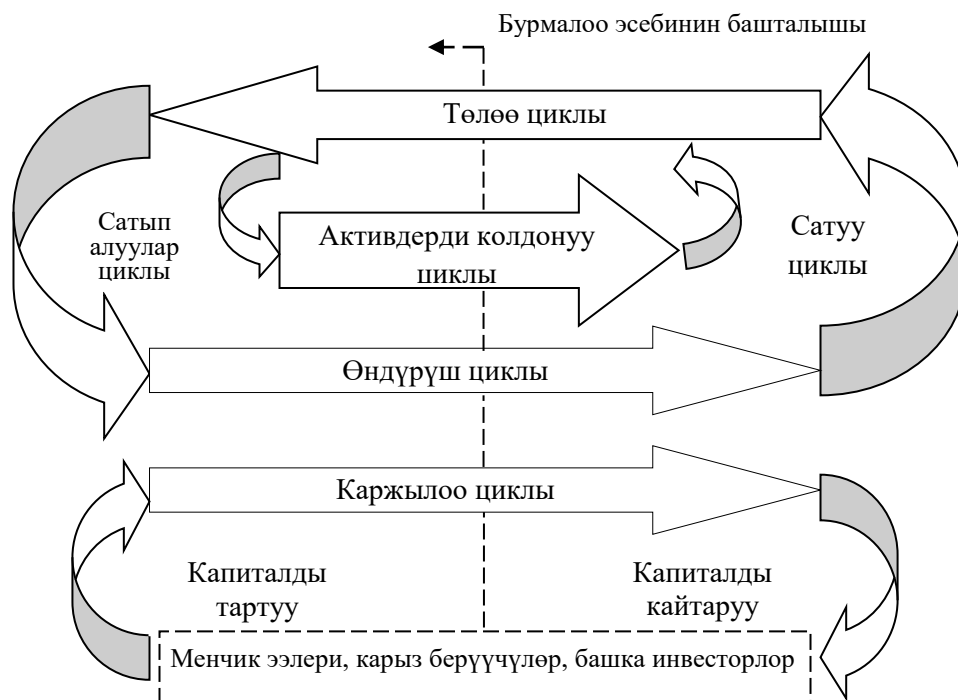 Бурмалоо эсебинин башталышы
Төлөө циклы
Сатып
алуулар
циклы
Активдерди колдонуу
циклы
Сатуу
циклы
Өндүрүш циклы
Каржылоо циклы
Капиталды
тартуу
Капиталды
кайтаруу
Менчик ээлери, карыз берүүчүлөр, башка инвесторлор